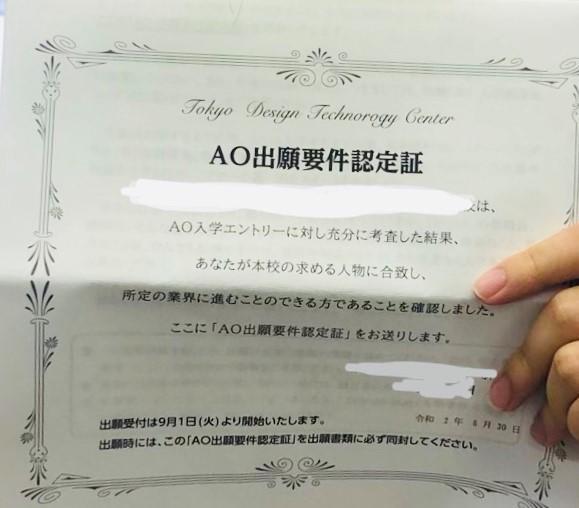 Tokyo Design Technorogy Center
AO出願要件認定証
は、
AO入学エントリーに対し充分に考査した結果、
あなたが本校の求める人物に合致し、
所定の業界に進むことのできる方であることを確認しました。
ここに「AO出願要件認定証」をお送りします。
令和 2 年 6 月 30 日
出願受付は9月1日(火)より開始いたします。
出願時には、この「AO出願要件認定証」を出願書類に必ず同封してください。